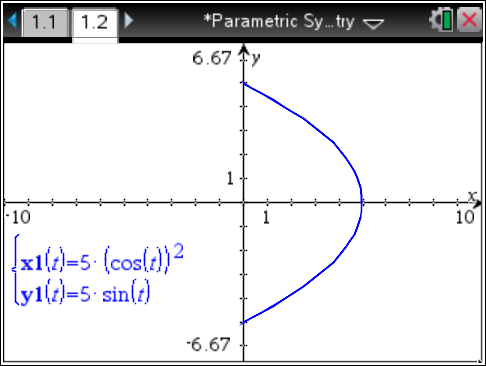 1.1 1.2 *Parametric Sy...try
6.67 y
1
x
-10 1 10
x1(t)=5·(cos(t))²
y1(t)=5·sin(t)
-6.67